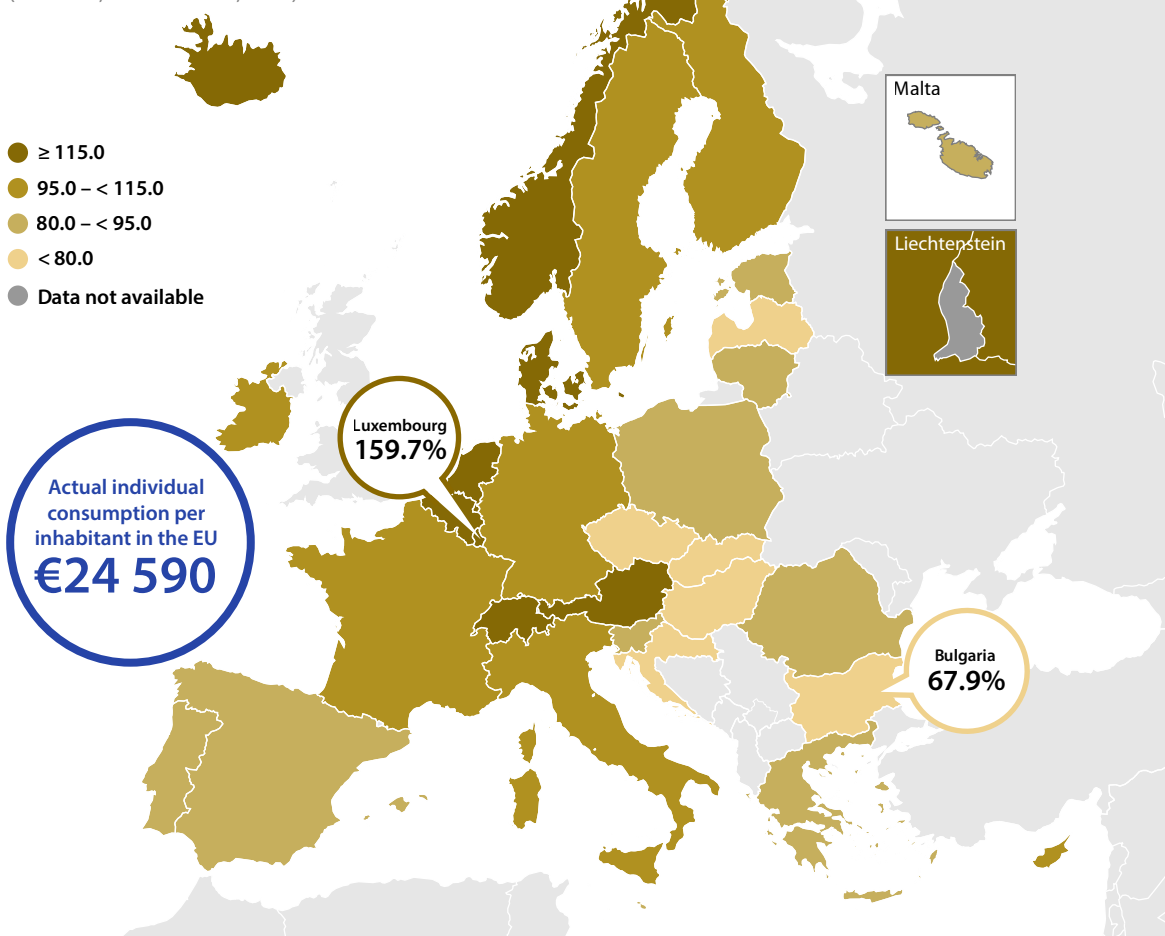 ≥ 115.0
95.0 – < 115.0
80.0 – < 95.0
< 80.0
Data not available
Malta
Liechtenstein
Luxembourg
159.7%
Actual individual
consumption per
inhabitant in the EU
€24 590
Bulgaria
67.9%